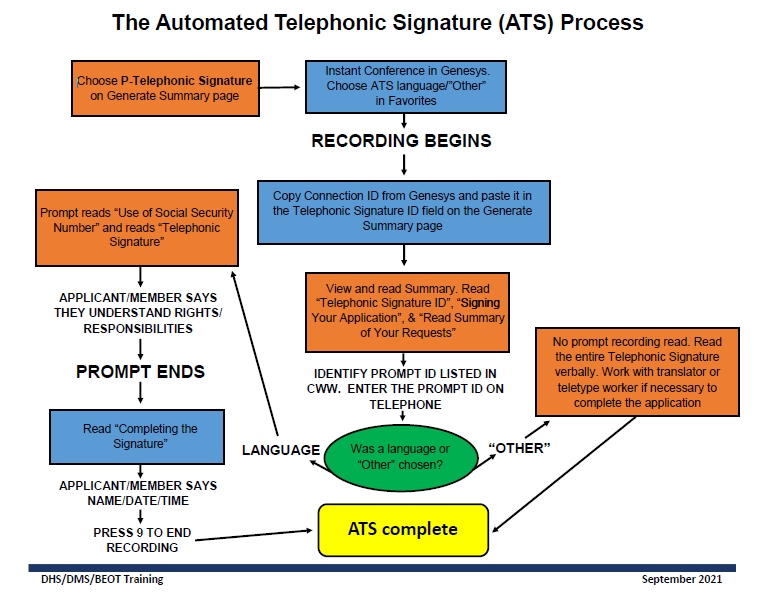 The Automated Telephonic Signature (ATS) Process
Choose P-Telephonic Signature
on Generate Summary page
Instant Conference in Genesys.
Choose ATS language/”Other”
in Favorites
RECORDING BEGINS
Copy Connection ID from Genesys and paste it in
the Telephonic Signature ID field on the Generate
Summary page
View and read Summary. Read
“Telephonic Signature ID”, “Signing
Your Application”, & “Read Summary
of Your Requests”
IDENTIFY PROMPT ID LISTED IN
CWW. ENTER THE PROMPT ID ON
TELEPHONE
Was a language or
“Other” chosen?
LANGUAGE
“OTHER”
Prompt reads “Use of Social Security
Number” and reads “Telephonic
Signature”
APPLICANT/MEMBER SAYS
THEY UNDERSTAND RIGHTS/
RESPONSIBILITIES
PROMPT ENDS
Read “Completing the
Signature”
APPLICANT/MEMBER SAYS
NAME/DATE/TIME
PRESS 9 TO END
RECORDING
No prompt recording read. Read
the entire Telephonic Signature
verbally. Work with translator or
teletype worker if necessary to
complete the application
ATS complete
DHS/DMS/BEOT Training
September 2021